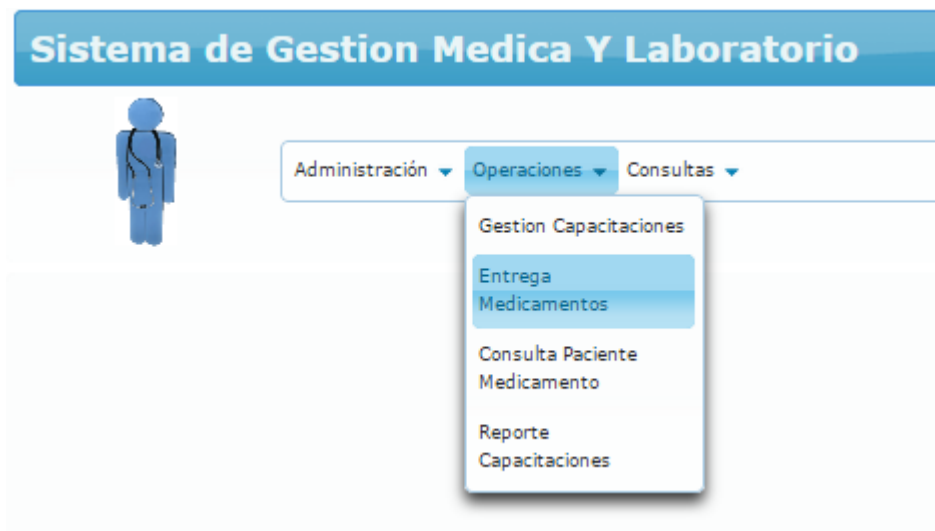 Sistema de Gestion Medica Y Laboratorio
Administración Operaciones Consultas
Gestion Capacitaciones
Entrega
Medicamentos
Consulta Paciente
Medicamento
Reporte
Capacitaciones